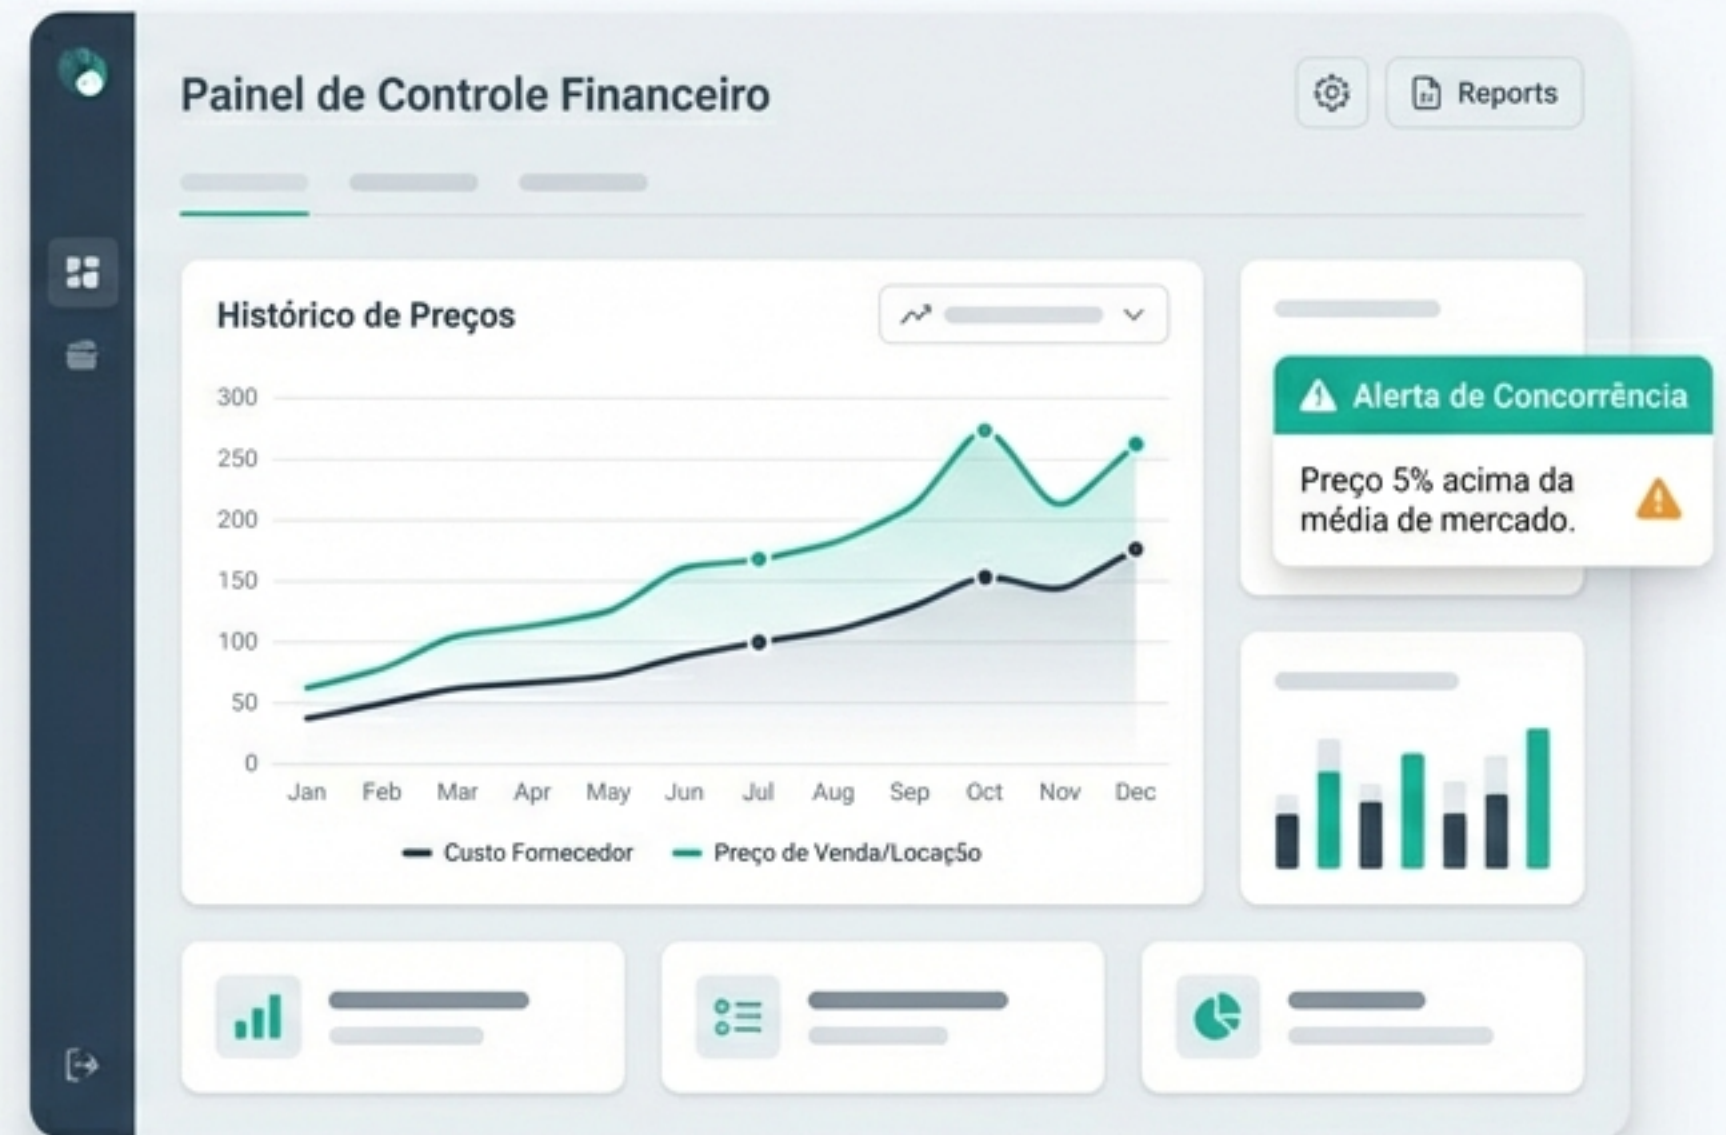 Painel de Controle Financeiro
Reports
Histórico de Preços
300
250
200
150
100
50
0
Jan Feb Mar Apr May Jun Jul Aug Sep Oct Nov Dec
Custo Fornecedor Preço de Venda/Locaç5o
Alerta de Concorrência
Preço 5% acima da
média de mercado.